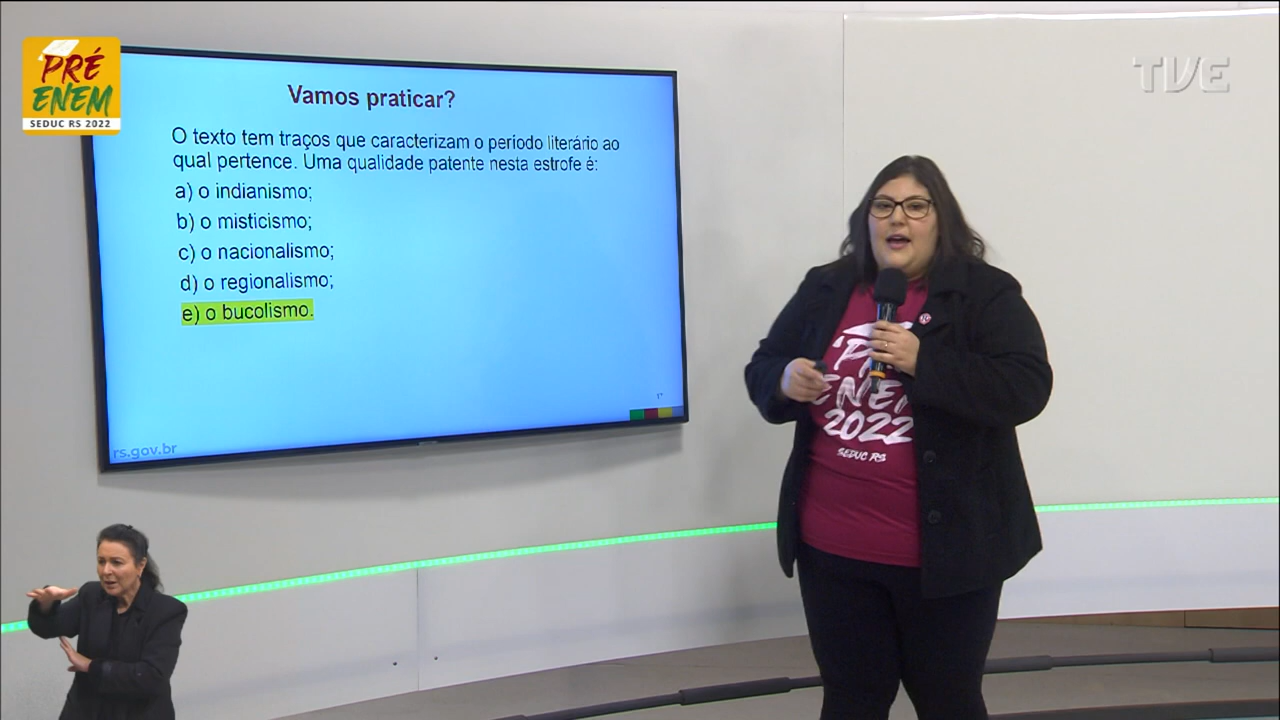 PRÉ
ENEM
SEDUC RS 2022
TVE
Vamos praticar?
O texto tem traços que caracterizam o período literário ao
qual pertence. Uma qualidade patente nesta estrofe é:
a) o indianismo;
b) o misticismo;
c) o nacionalismo;
d) o regionalismo;
e) o bucolismo.
rs.gov.br
PRÉ
ENEM
2022
SEDUC RS